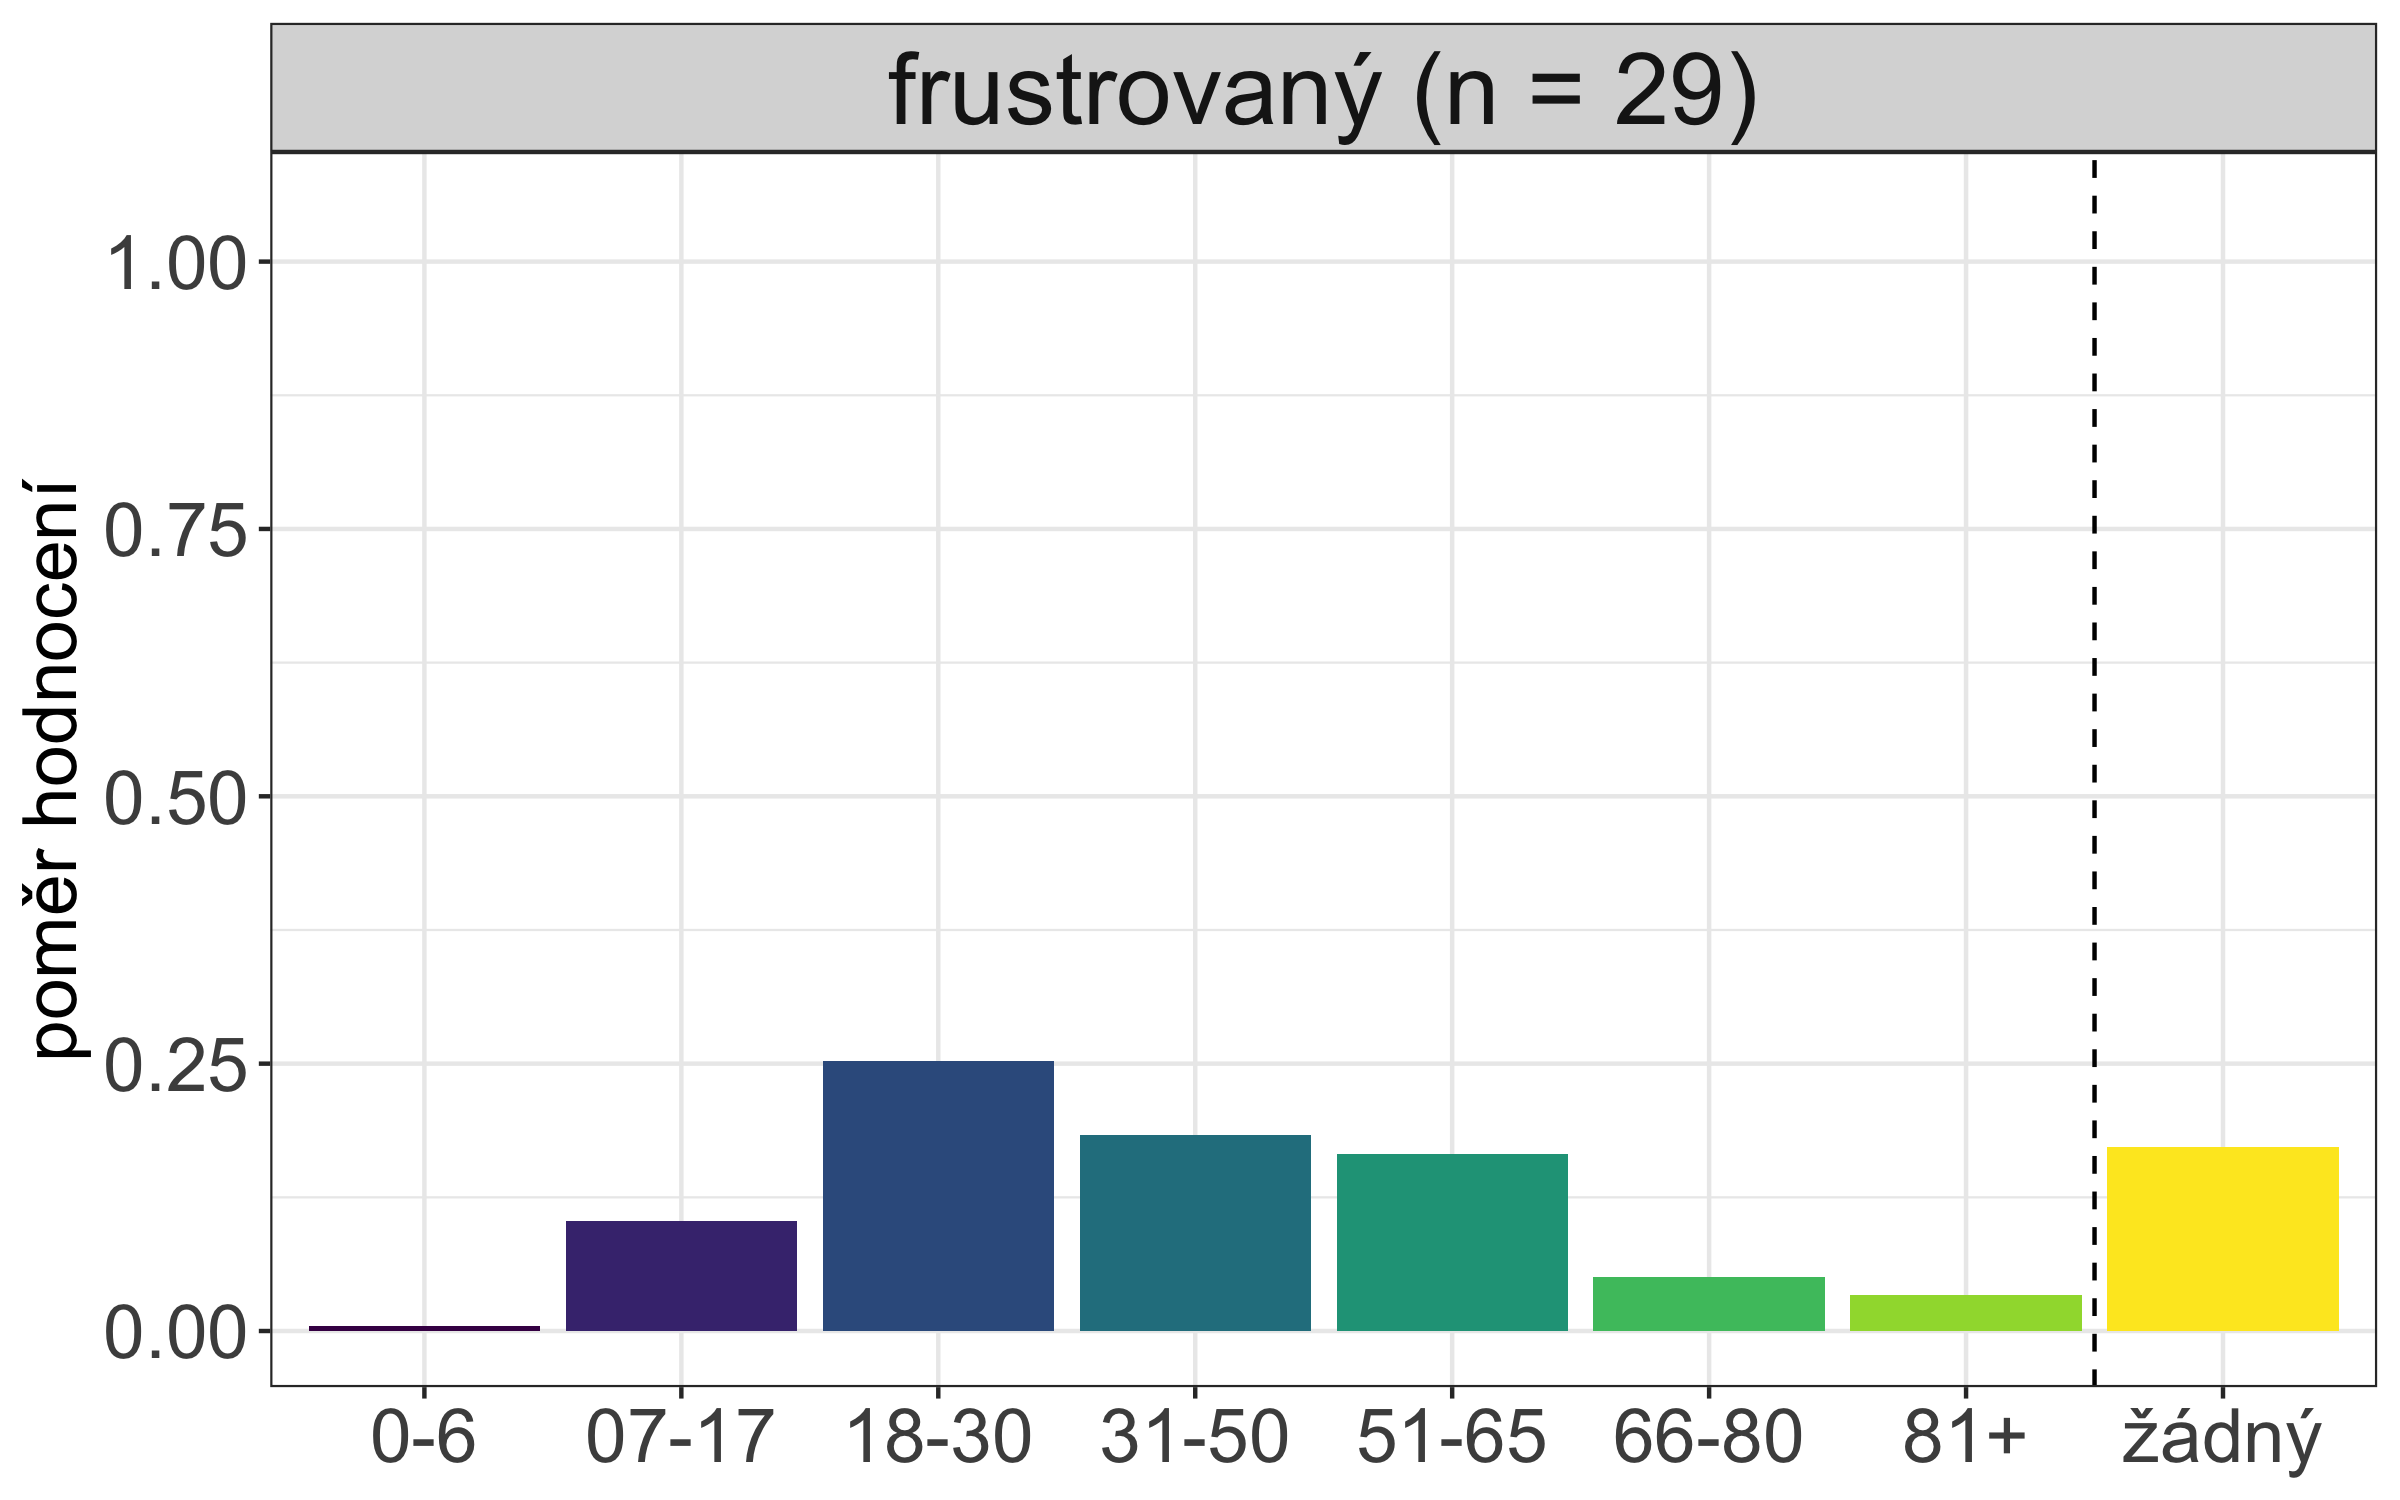 frustrovaný (n = 29)
poměr hodnocení
1.00
0.75
0.50
0.25
0.00
0-6 07-17 18-30 31-50 51-65 66-80 81+ žádný